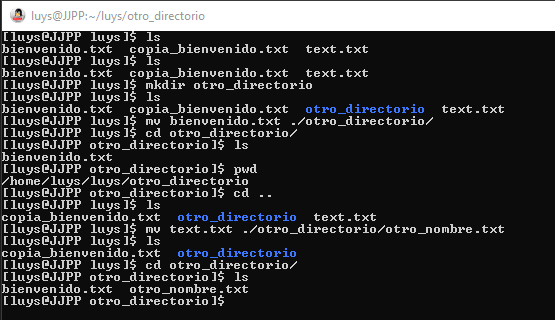 luys@JJPP:~/luys/otro_directorio
[luys@JJPP luys]$ ls
bienvenido.txt  copia_bienvenido.txt  text.txt
[luys@JJPP luys]$ ls
bienvenido.txt  copia_bienvenido.txt  text.txt
[luys@JJPP luys]$ mkdir otro_directorio
[luys@JJPP luys]$ ls
bienvenido.txt  copia_bienvenido.txt  otro_directorio  text.txt
[luys@JJPP luys]$ mv bienvenido.txt ./otro_directorio/
[luys@JJPP luys]$ cd otro_directorio/
[luys@JJPP otro_directorio]$ ls
bienvenido.txt
[luys@JJPP otro_directorio]$ pwd
/home/luys/luys/otro_directorio
[luys@JJPP otro_directorio]$ cd ..
[luys@JJPP luys]$ ls
copia_bienvenido.txt  otro_directorio  text.txt
[luys@JJPP luys]$ mv text.txt ./otro_directorio/otro_nombre.txt
[luys@JJPP luys]$ ls
copia_bienvenido.txt  otro_directorio
[luys@JJPP luys]$ cd otro_directorio/
[luys@JJPP otro_directorio]$ ls
bienvenido.txt  otro_nombre.txt
[luys@JJPP otro_directorio]$